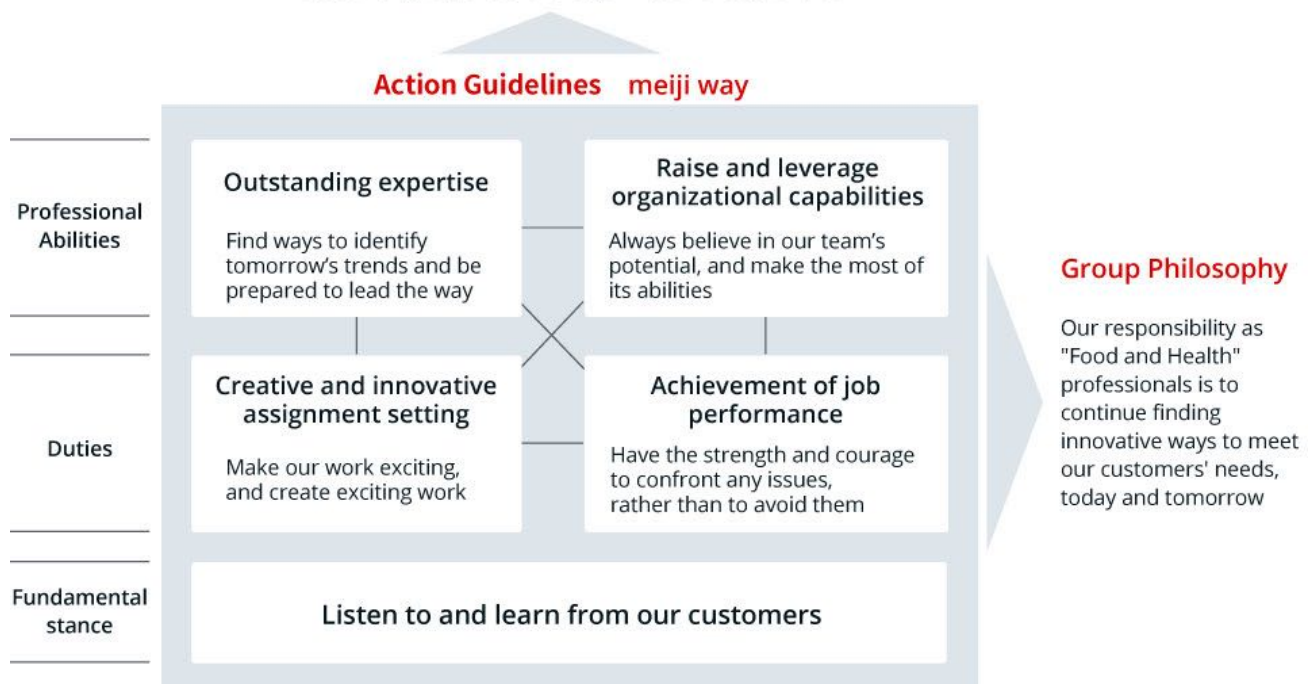 Action Guidelines meiji way
Professional
Abilities
Outstanding expertise
Find ways to identify
tomorrow's trends and be
prepared to lead the way
Raise and leverage
organizational capabilities
Always believe in our team's
potential, and make the most of
its abilities
Duties
Creative and innovative
assignment setting
Make our work exciting,
and create exciting work
Achievement of job
performance
Have the strength and courage
to confront any issues,
rather than to avoid them
Fundamental
stance
Listen to and learn from our customers
Group Philosophy
Our responsibility as
"Food and Health"
professionals is to
continue finding
innovative ways to meet
our customers' needs,
today and tomorrow